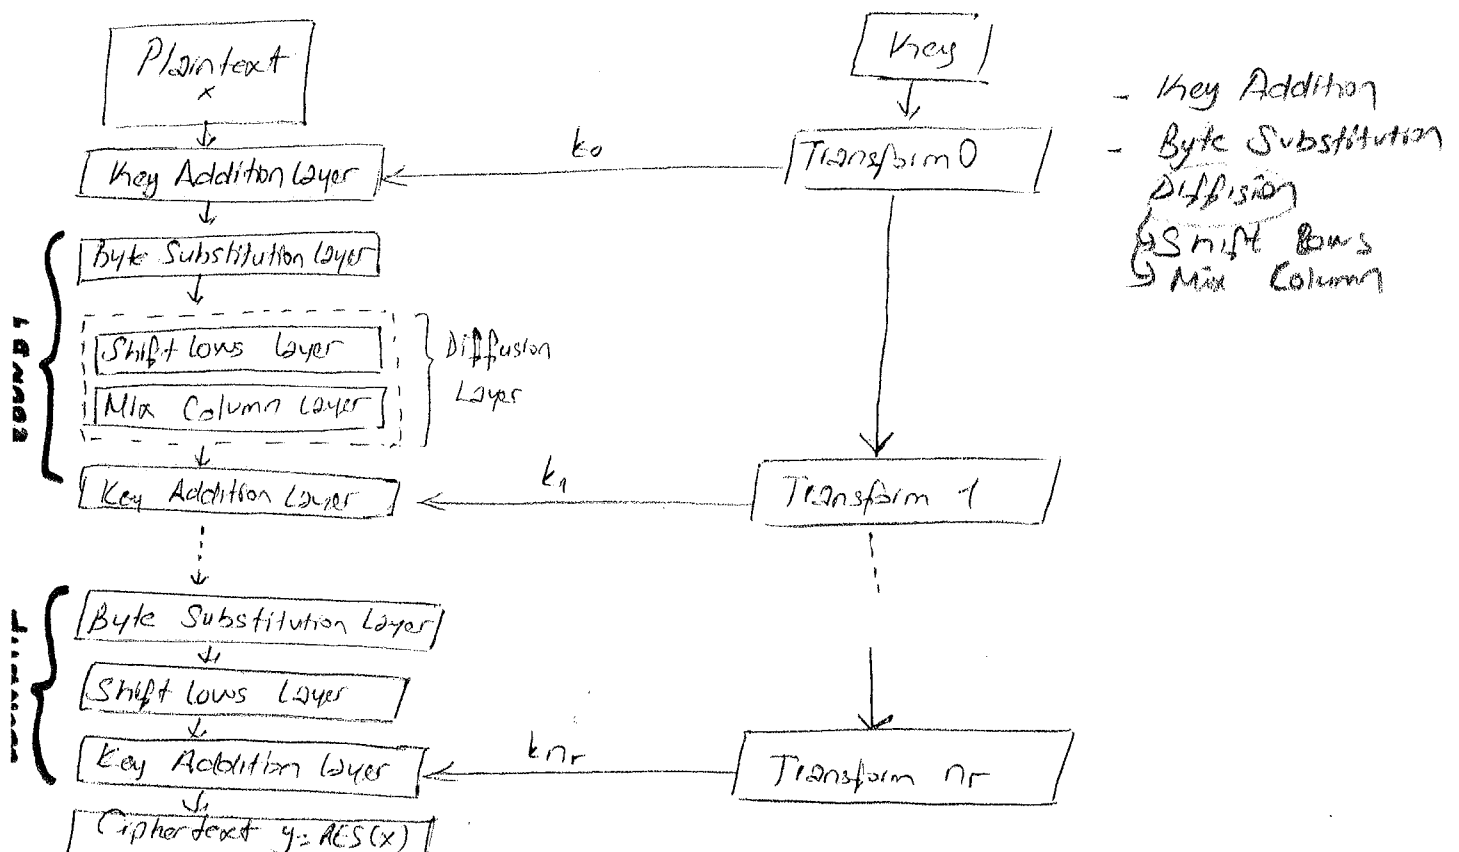 Plaintext
x
Key
Key Addition Layer
k0
Transform 0
- Key Addition
- Byte Substitution
Diffision
Shift Rows
Mix Column
Byte Substitution Layer
Shift Rows Layer
Mix Column Layer
Diffusion
Layer
Key Addition Layer
k1
Transform 1
Byte Substitution Layer
Shift Rows Layer
Key Addition Layer
knr
Transform nr
Ciphertext y = AES(x)